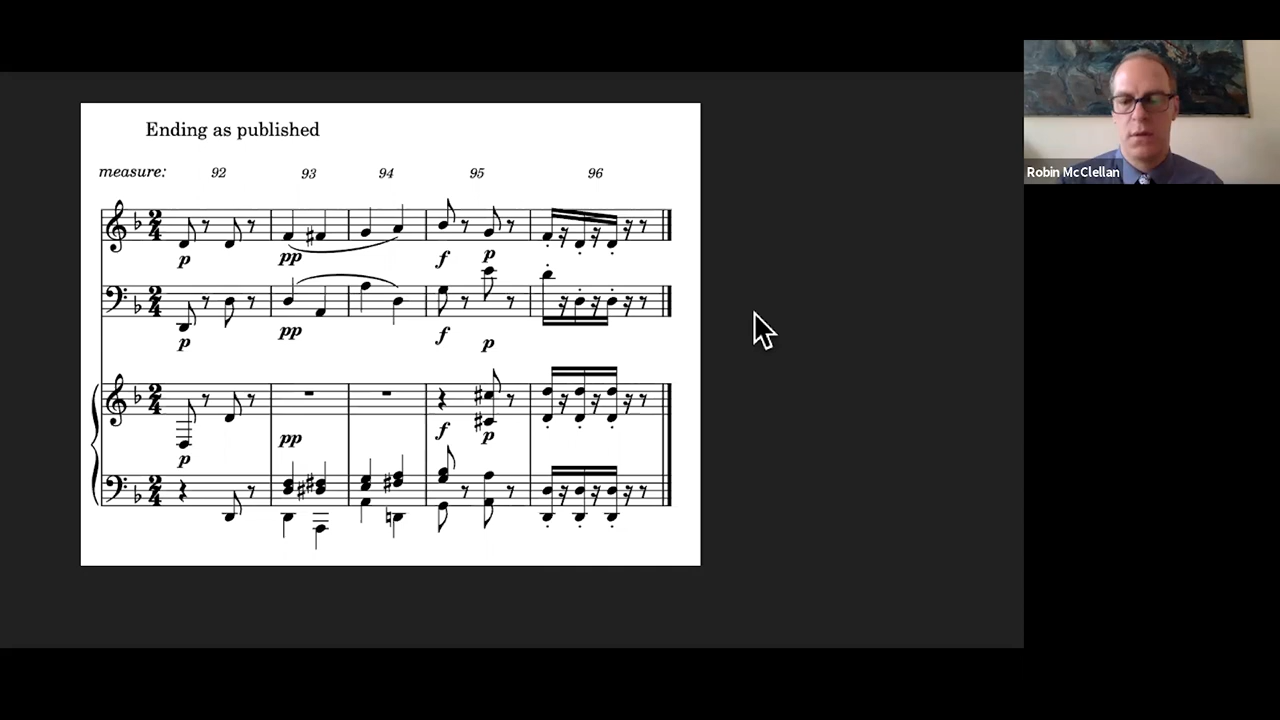 Ending as published
measure: 92 93 94 95 96
p pp f p
p pp f p
pp f p
p
Robin McClellan